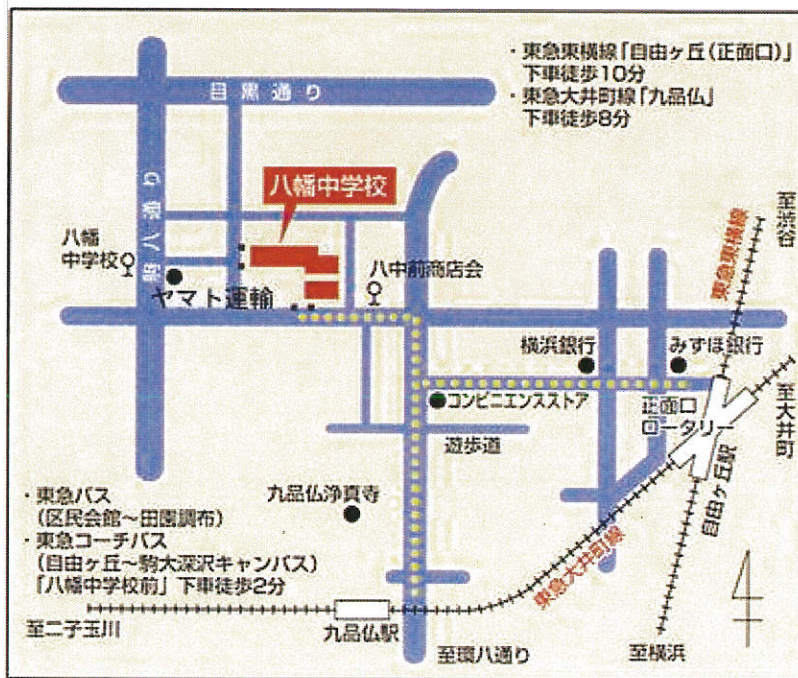 ・東急東横線「自由ヶ丘(正面口)」
下車徒歩10分
・東急大井町線「九品仏」
下車徒歩8分
目黒通り
駒八通り
八幡中学校
八幡
中学校
ヤマト運輸
八中前商店会
至渋谷
東急東横線
横浜銀行
みずほ銀行
至大井町
コンビニエンスストア
正面口
ロータリー
遊歩道
自由ヶ丘駅
九品仏浄真寺
・東急バス
(区民会館～田園調布)
・東急コーチバス
(自由ヶ丘～駒大深沢キャンパス)
「八幡中学校前」下車徒歩2分
東急大井町線
至二子玉川
九品仏駅
至環八通り
至横浜